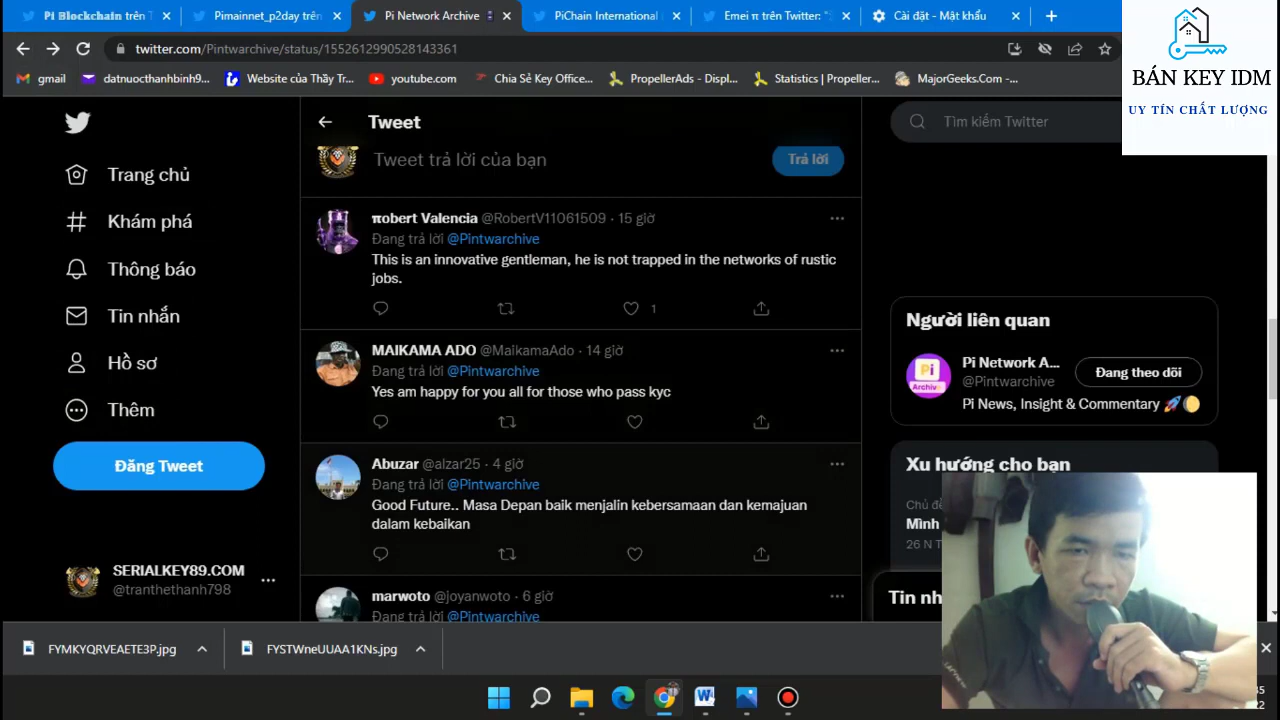 Pi Blockchain trên T
Pimainnet_p2day trên
Pi Network Archive
PiChain International
Emei π trên Twitter: "
Cài đặt - Mật khẩu
twitter.com/Pintwarchive/status/1552612990528143361
gmail
datnuocthanhbinh9...
Website của Thầy Tr...
youtube.com
Chia Sẻ Key Office...
PropellerAds - Displ...
Statistics | Propeller...
MajorGeeks.Com -...
BÁN KEY IDM
UY TÍN CHẤT LƯỢNG
Trang chủ
Khám phá
Thông báo
Tin nhắn
Hồ sơ
Thêm
Đăng Tweet
SERIALKEY89.COM
@tranthethanh798
Tweet
Tweet trả lời của bạn
Trả lời
πobert Valencia @RobertV11061509 · 15 giờ
Đang trả lời @Pintwarchive
This is an innovative gentleman, he is not trapped in the networks of rustic
jobs.
1
MAIKAMA ADO @MaikamaAdo · 14 giờ
Đang trả lời @Pintwarchive
Yes am happy for you all for those who pass kyc
Abuzar @alzar25 · 4 giờ
Đang trả lời @Pintwarchive
Good Future.. Masa Depan baik menjalin kebersamaan dan kemajuan
dalam kebaikan
marwoto @joyanwoto · 6 giờ
Đang trả lời @Pintwarchive
Tìm kiếm Twitter
Người liên quan
Pi
Archive
Pi Network A...
@Pintwarchive
Đang theo dõi
Pi News, Insight & Commentary 🚀🌔
Xu hướng cho bạn
Chủ đề
Mình
26 N T
Tin nh
FYMKYQRVEAETE3P.jpg
FYSTWneUUAA1KNs.jpg